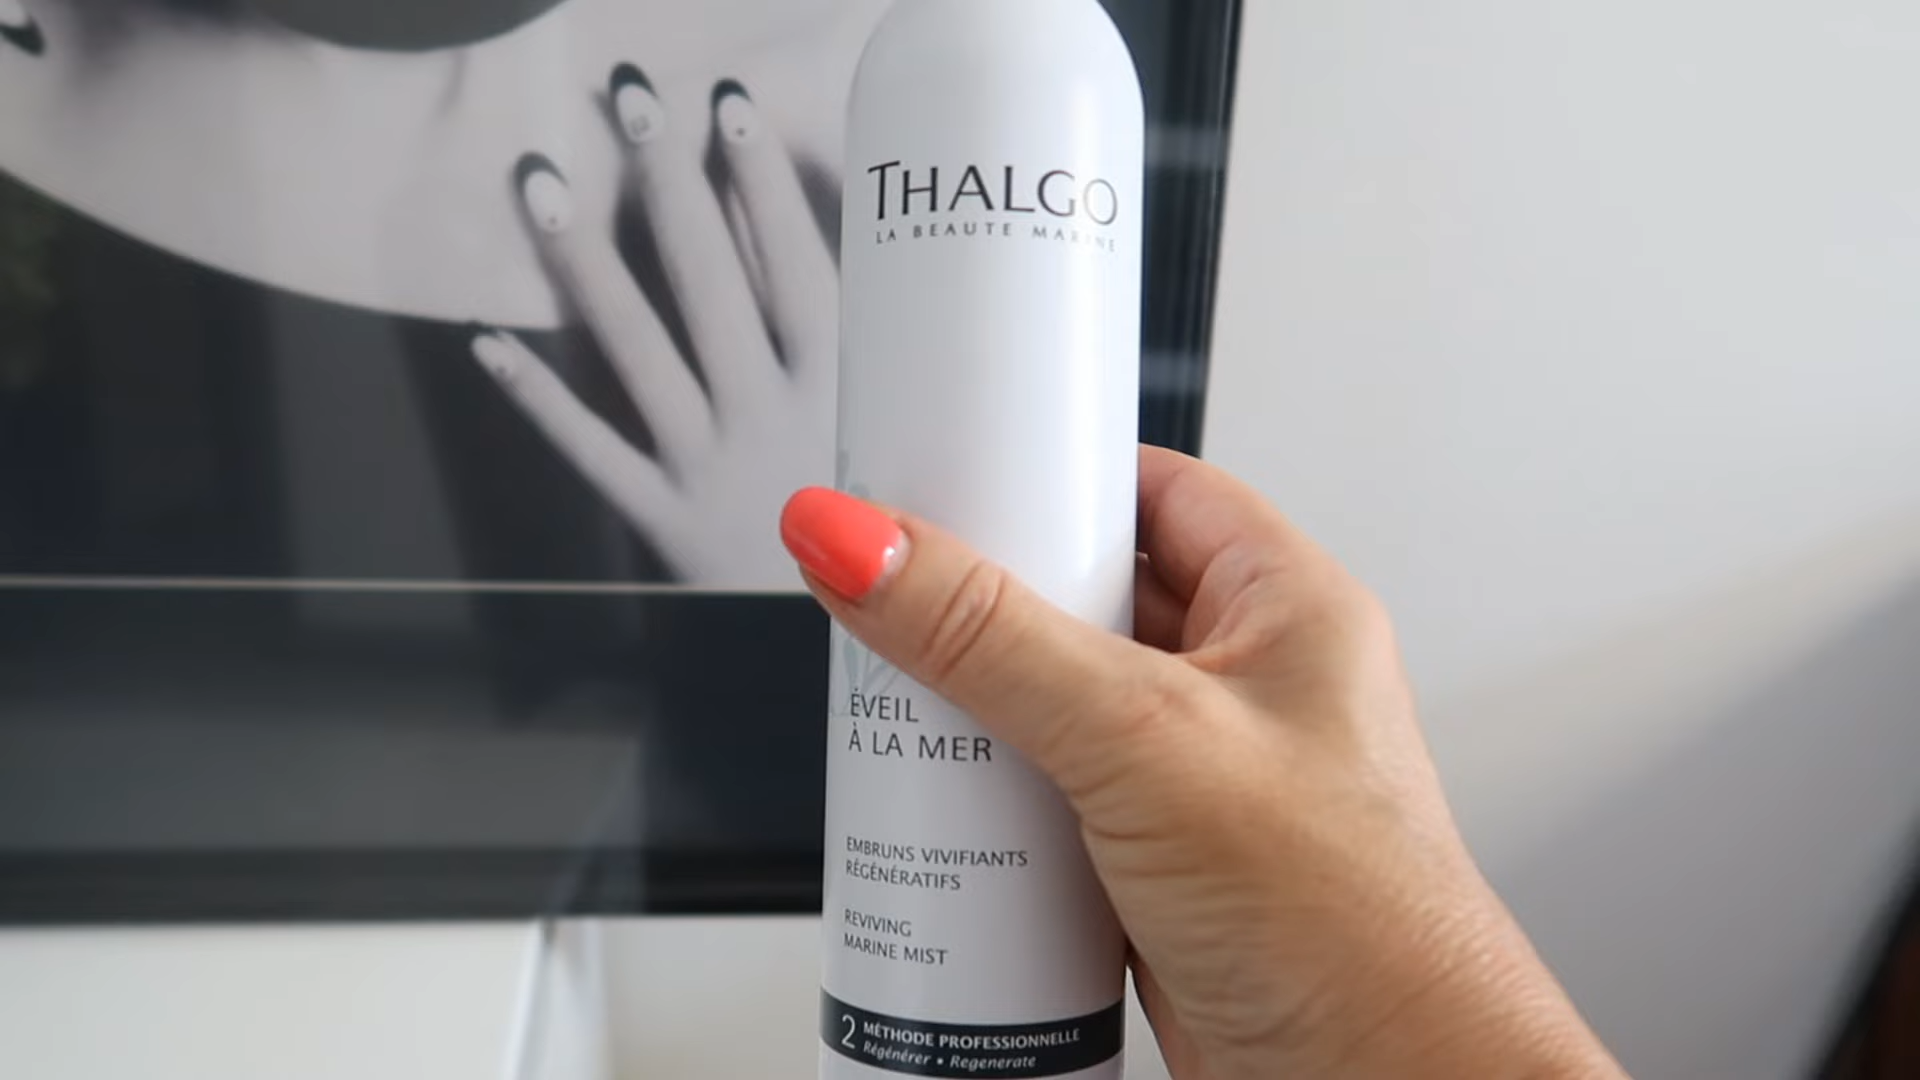 THALGO
LA BEAUTE MARINE
ÉVEIL
À LA MER
EMBRUNS VIVIFIANTS
RÉGÉNÉRATIFS
REVIVING
MARINE MIST
2 MÉTHODE PROFESSIONNELLE
Régénérer • Regenerate